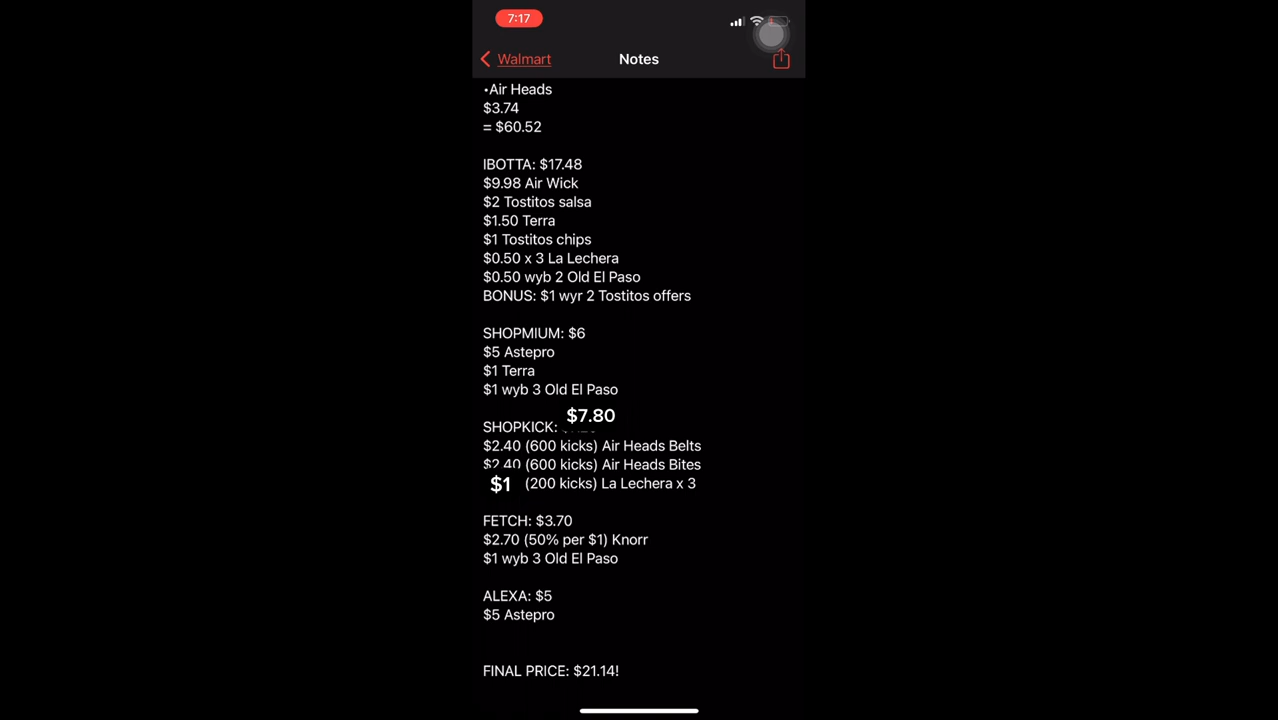 7:17
Walmart
Notes
•Air Heads
$3.74
= $60.52
IBOTTA: $17.48
$9.98 Air Wick
$2 Tostitos salsa
$1.50 Terra
$1 Tostitos chips
$0.50 x 3 La Lechera
$0.50 wyb 2 Old El Paso
BONUS: $1 wyr 2 Tostitos offers
SHOPMIUM: $6
$5 Astepro
$1 Terra
$1 wyb 3 Old El Paso
SHOPKICK: $7.80
$2.40 (600 kicks) Air Heads Belts
$2.40 (600 kicks) Air Heads Bites
$1 (200 kicks) La Lechera x 3
FETCH: $3.70
$2.70 (50% per $1) Knorr
$1 wyb 3 Old El Paso
ALEXA: $5
$5 Astepro
FINAL PRICE: $21.14!